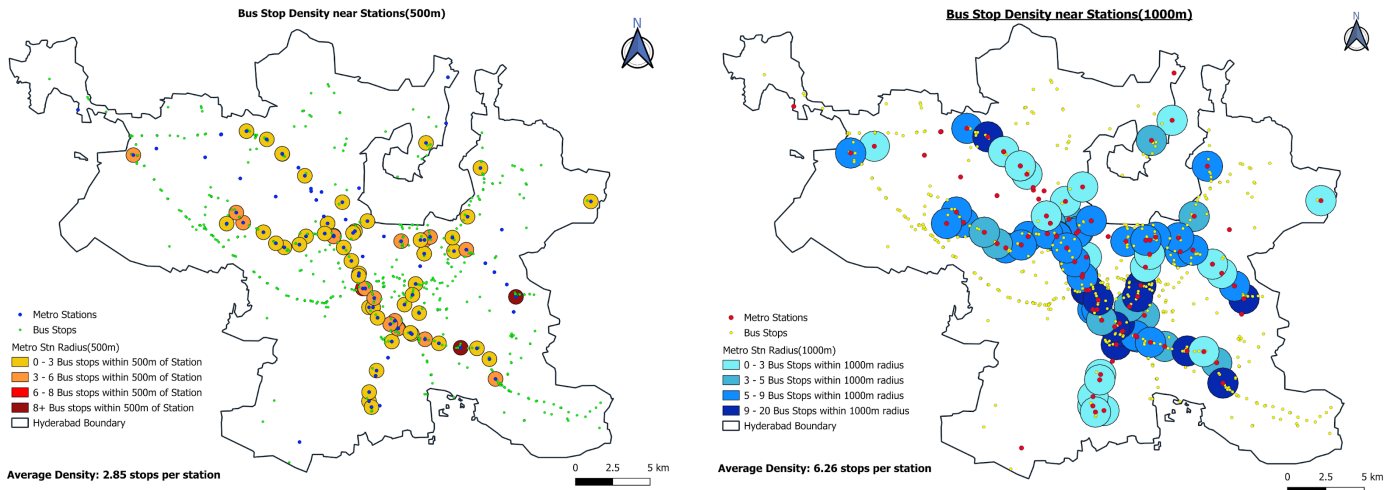 Bus Stop Density near Stations(500m)
N
Metro Stations
Bus Stops
Metro Stn Radius(500m)
0 - 3 Bus stops within 500m of Station
3 - 6 Bus stops within 500m of Station
6 - 8 Bus stops within 500m of Station
8+ Bus stops within 500m of Station
Hyderabad Boundary
Average Density: 2.85 stops per station
0 2.5 5 km
Bus Stop Density near Stations(1000m)
N
Metro Stations
Bus Stops
Metro Stn Radius(1000m)
0 - 3 Bus Stops within 1000m radius
3 - 5 Bus Stops within 1000m radius
5 - 9 Bus Stops within 1000m radius
9 - 20 Bus Stops within 1000m radius
Hyderabad Boundary
Average Density: 6.26 stops per station
0 2.5 5 km